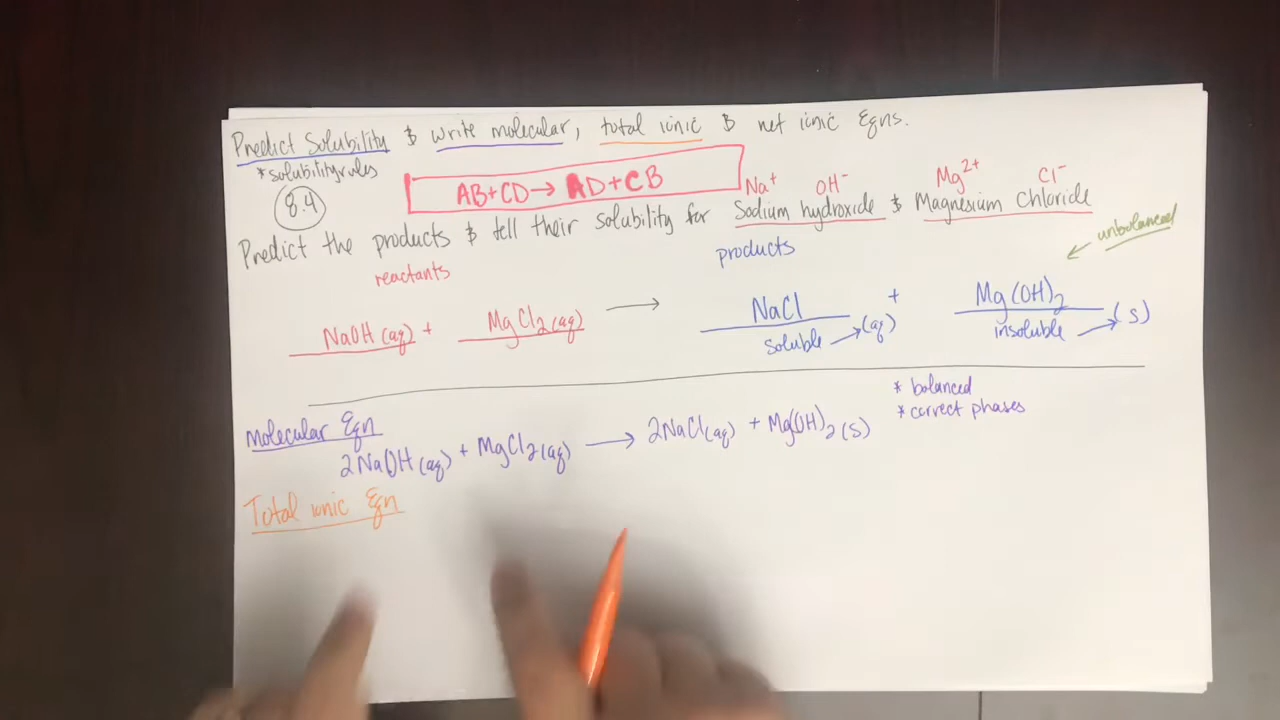 Predict Solubility & write molecular, total ionic & net ionic Eqns.
*solubility rules
8.4
AB+CD→ AD+CB
Na⁺ OH⁻ Mg²⁺ Cl⁻
Predict the products & tell their solubility for Sodium hydroxide & Magnesium Chloride
unbalanced
reactants products
NaOH (aq) + MgCl₂ (aq) → NaCl + Mg(OH)₂
soluble → (aq) insoluble → (s)
* balanced
* correct phases
Molecular Eqn
2NaOH (aq) + MgCl₂ (aq) → 2NaCl (aq) + Mg(OH)₂ (s)
Total ionic Eqn